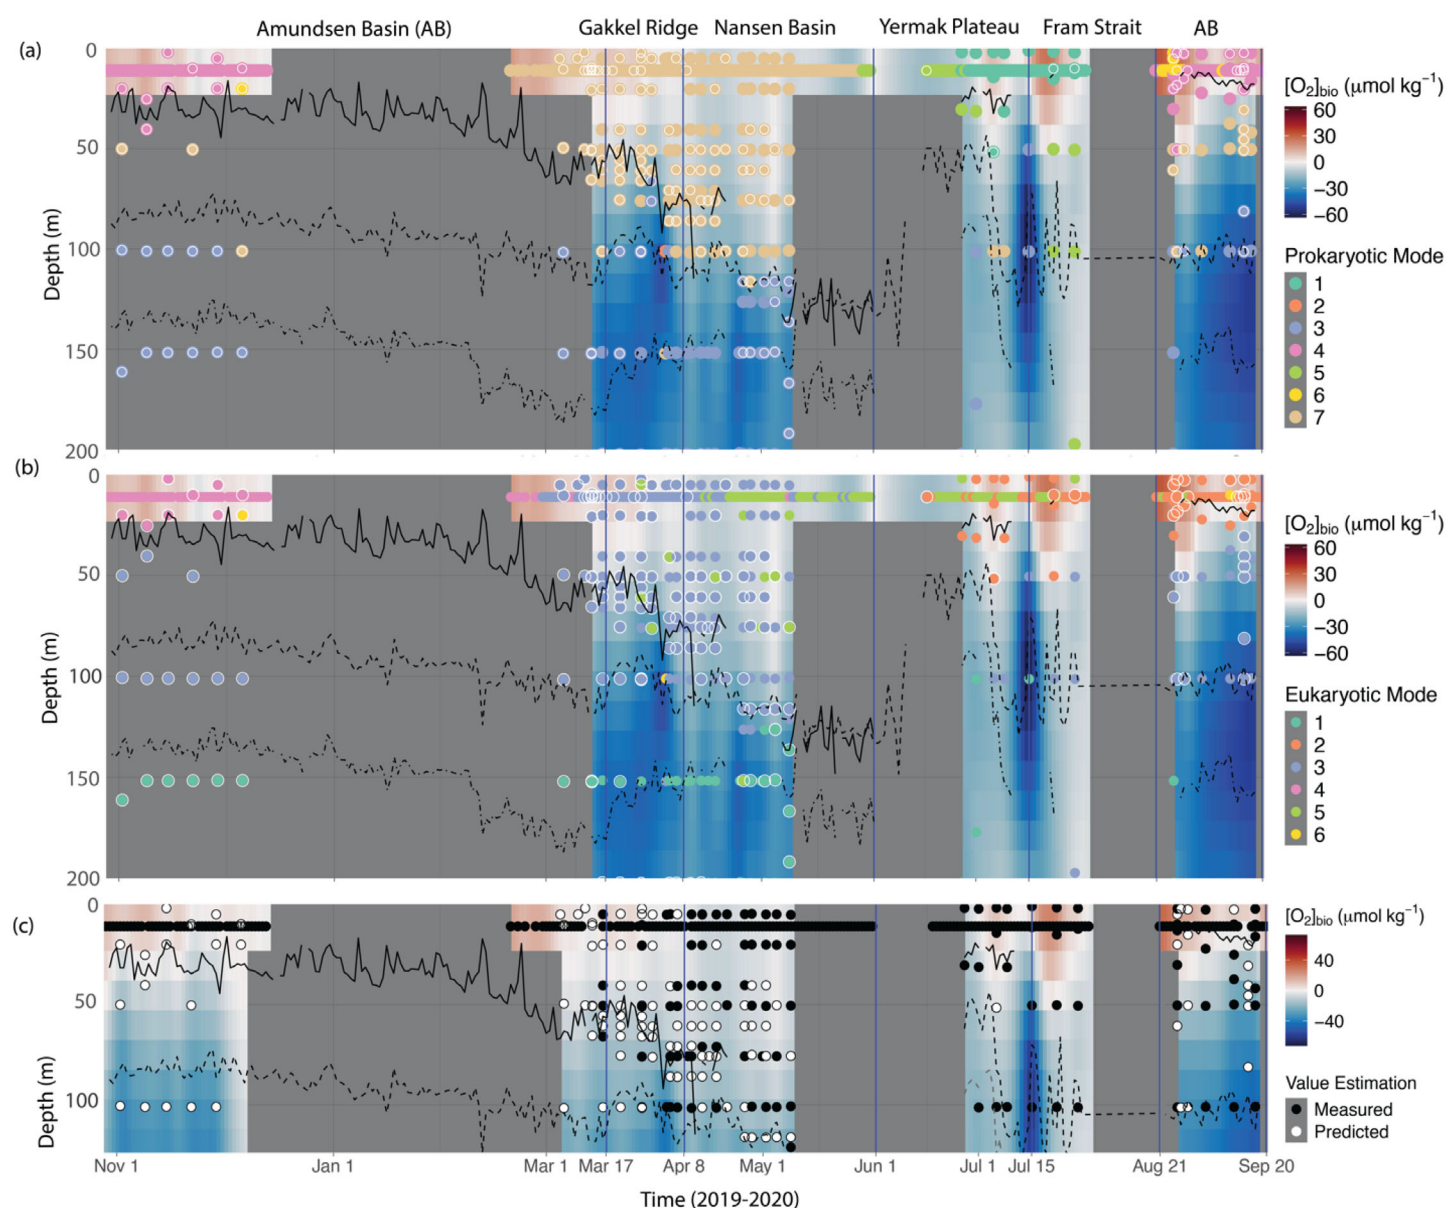 Amundsen Basin (AB) Gakkel Ridge Nansen Basin Yermak Plateau Fram Strait AB
(a)
0
50
100
150
200
Depth (m)
[O₂]bio (μmol kg⁻¹)
60
30
0
−30
−60
Prokaryotic Mode
1
2
3
4
5
6
7
(b)
0
50
100
150
200
Depth (m)
[O₂]bio (μmol kg⁻¹)
60
30
0
−30
−60
Eukaryotic Mode
1
2
3
4
5
6
(c)
0
50
100
Depth (m)
[O₂]bio (μmol kg⁻¹)
40
0
−40
Value Estimation
Measured
Predicted
Nov 1 Jan 1 Mar 1 Mar 17 Apr 8 May 1 Jun 1 Jul 1 Jul 15 Aug 21 Sep 20
Time (2019-2020)